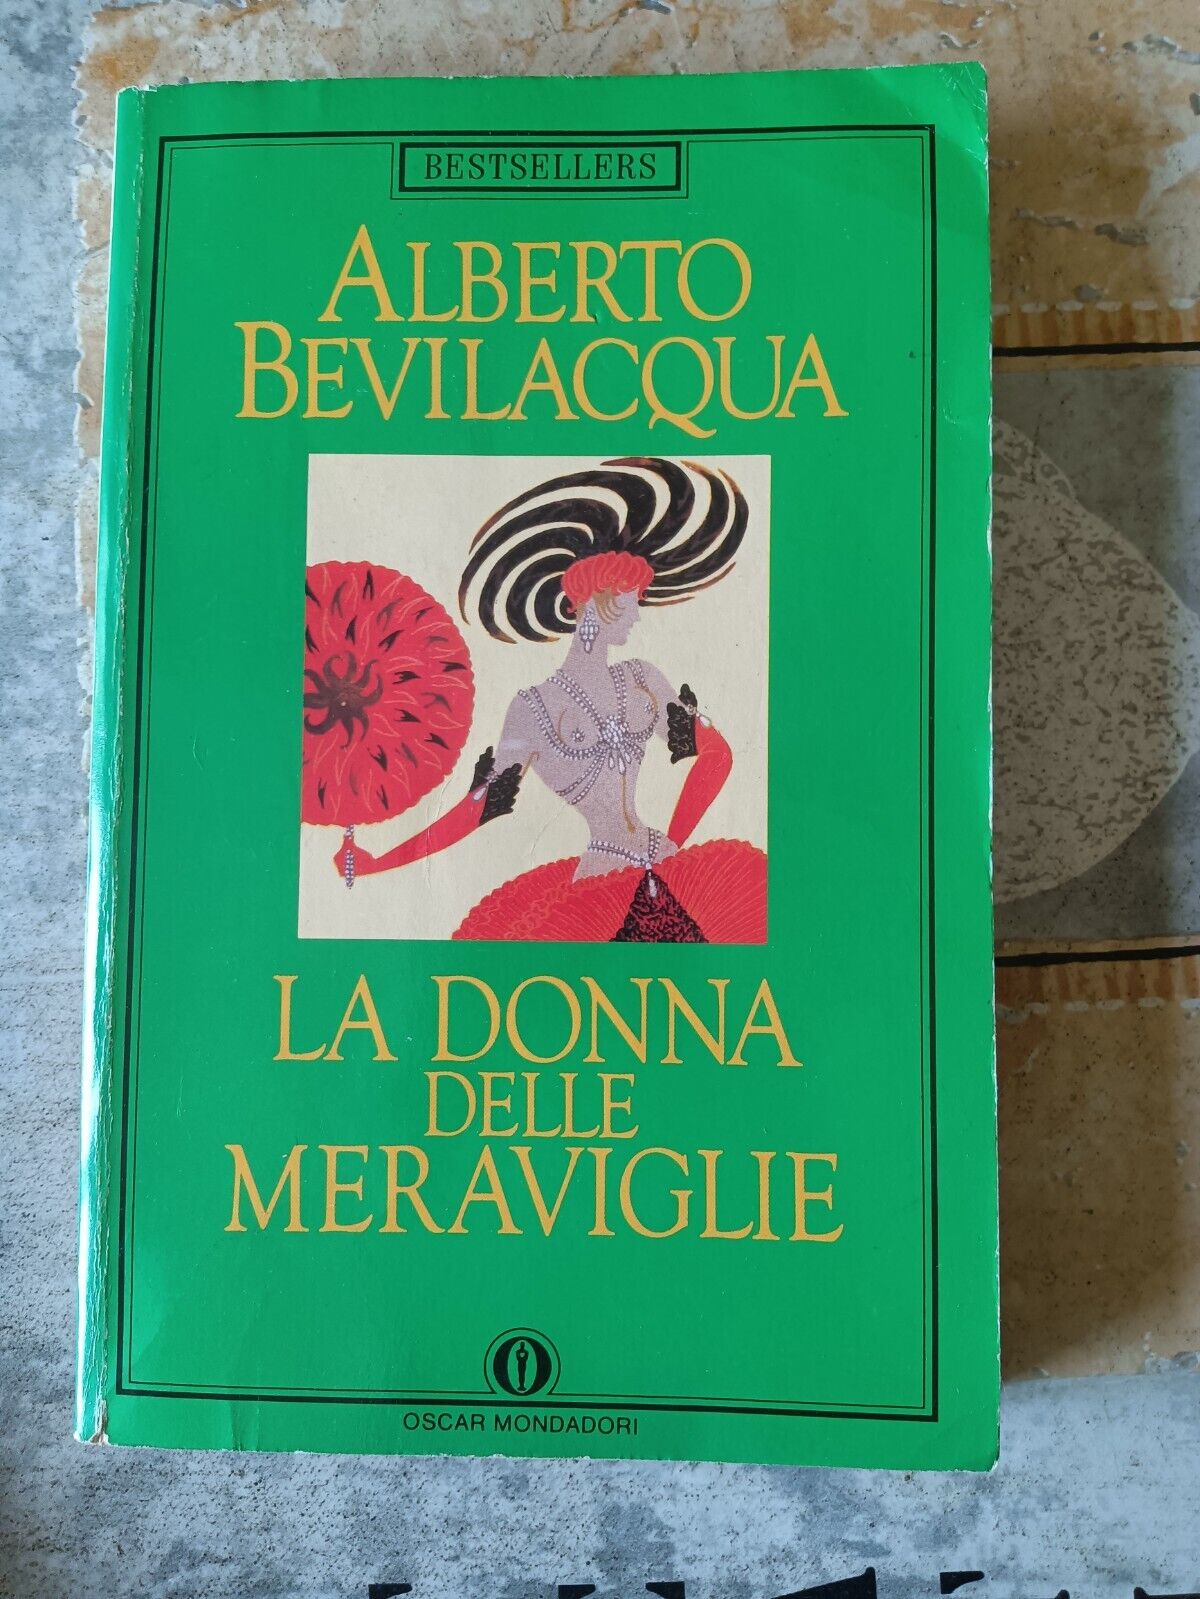 BESTSELLERS
ALBERTO
BEVILACQUA
LA DONNA
DELLE
MERAVIGLIE
OSCAR MONDADORI